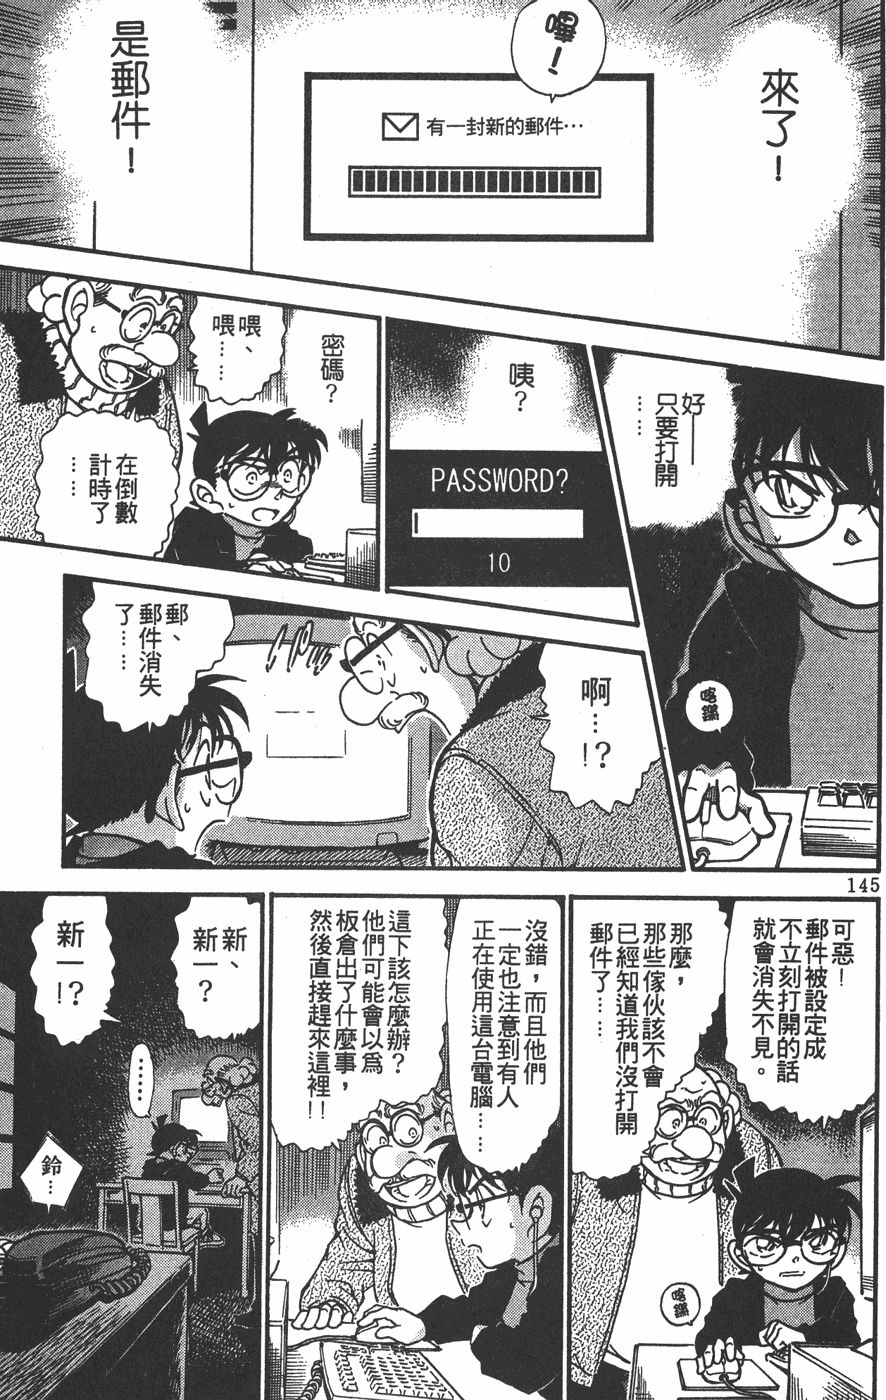 來了！
嗶！
有一封新的郵件…
是郵件！
好——
只要打開
……
喀鏘
咦？
PASSWORD?
10
密碼？
喂、
喂……
在倒數
計時了
……
啊…!?
郵、
郵件消失
了……
145
可惡！
郵件被設定成
不立刻打開的話
就會消失不見。
喀鏘
那麼，
那些傢伙該不會
已經知道我們沒打開
郵件了……
沒錯，而且他們
一定也注意到有人
正在使用這台電腦……
這下該怎麼辦？
他們可能會以為
板倉出了什麼事，
然後直接趕來這裡!!
新、
新一？
……
新一!?
鈴…